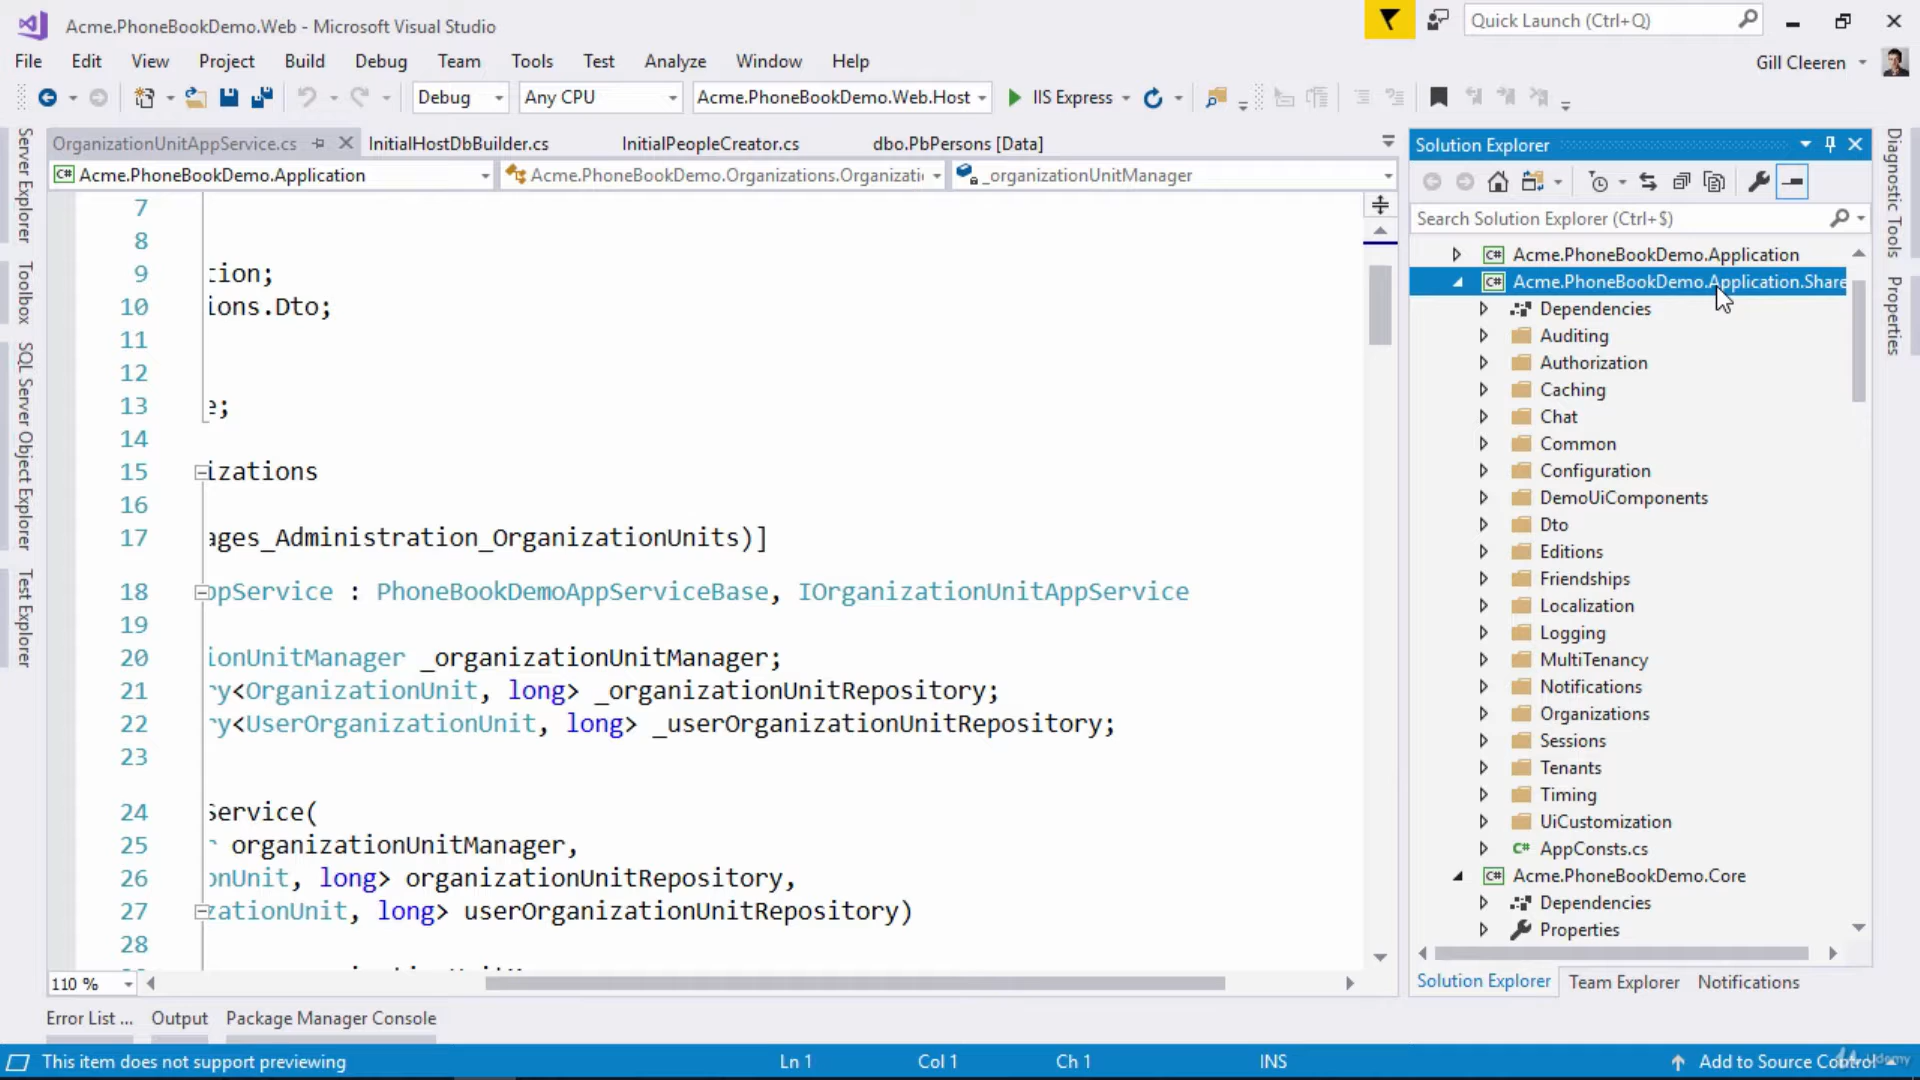 Acme.PhoneBookDemo.Web - Microsoft Visual Studio
Quick Launch (Ctrl+Q)
File Edit View Project Build Debug Team Tools Test Analyze Window Help
Gill Cleeren
Debug Any CPU Acme.PhoneBookDemo.Web.Host IIS Express
OrganizationUnitAppService.cs InitialHostDbBuilder.cs InitialPeopleCreator.cs dbo.PbPersons [Data]
Acme.PhoneBookDemo.Application Acme.PhoneBookDemo.Organizations.Organizati _organizationUnitManager
Server Explorer
Toolbox
SQL Server Object Explorer
Test Explorer
7
8
9 tion;
10 ions.Dto;
11
12
13 e;
14
15 izations
16
17 ages_Administration_OrganizationUnits)]
18 ppService : PhoneBookDemoAppServiceBase, IOrganizationUnitAppService
19
20 ionUnitManager _organizationUnitManager;
21 ry<OrganizationUnit, long> _organizationUnitRepository;
22 ry<UserOrganizationUnit, long> _userOrganizationUnitRepository;
23
24 Service(
25 r organizationUnitManager,
26 onUnit, long> organizationUnitRepository,
27 zationUnit, long> userOrganizationUnitRepository)
28
110 %
Solution Explorer
Search Solution Explorer (Ctrl+$)
Acme.PhoneBookDemo.Application
Acme.PhoneBookDemo.Application.Share
Dependencies
Auditing
Authorization
Caching
Chat
Common
Configuration
DemoUiComponents
Dto
Editions
Friendships
Localization
Logging
MultiTenancy
Notifications
Organizations
Sessions
Tenants
Timing
UiCustomization
C# AppConsts.cs
Acme.PhoneBookDemo.Core
Dependencies
Properties
Solution Explorer Team Explorer Notifications
Diagnostic Tools
Properties
Error List ... Output Package Manager Console
This item does not support previewing Ln 1 Col 1 Ch 1 INS Add to Source Control
Udemy